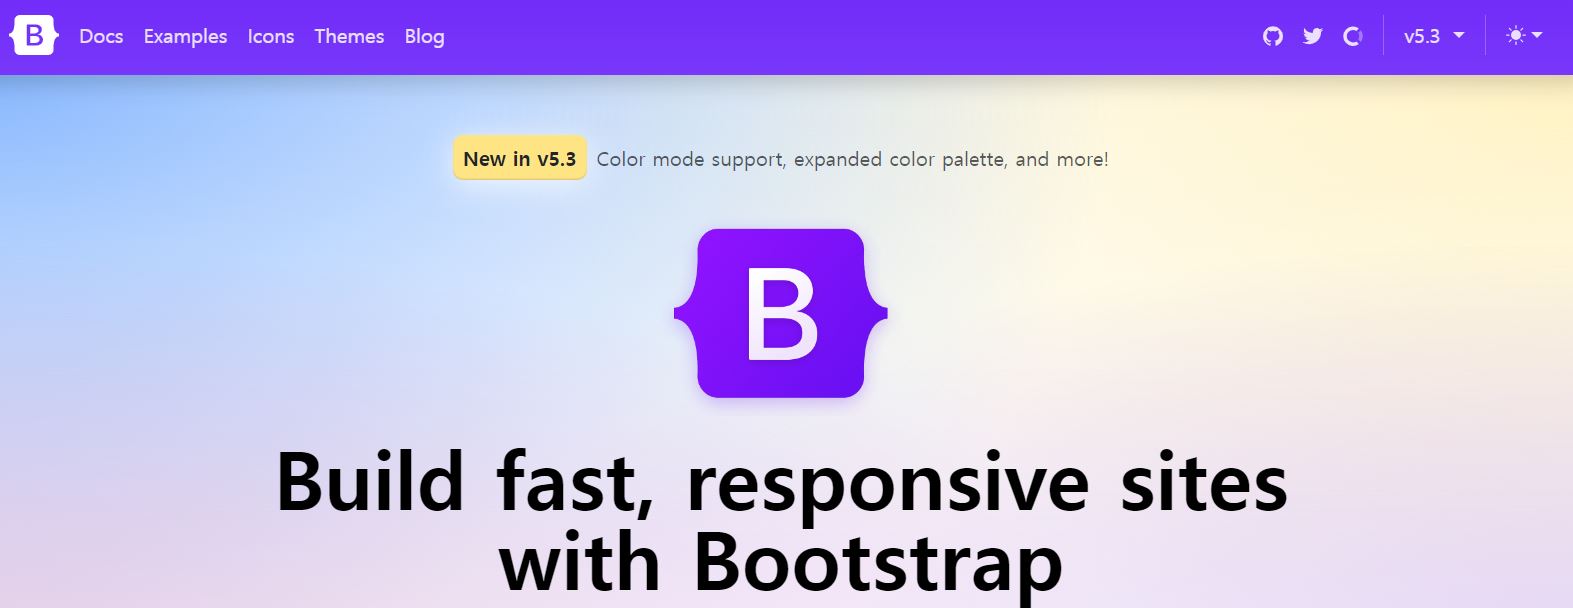 B Docs Examples Icons Themes Blog v5.3
New in v5.3 Color mode support, expanded color palette, and more!
B
Build fast, responsive sites
with Bootstrap